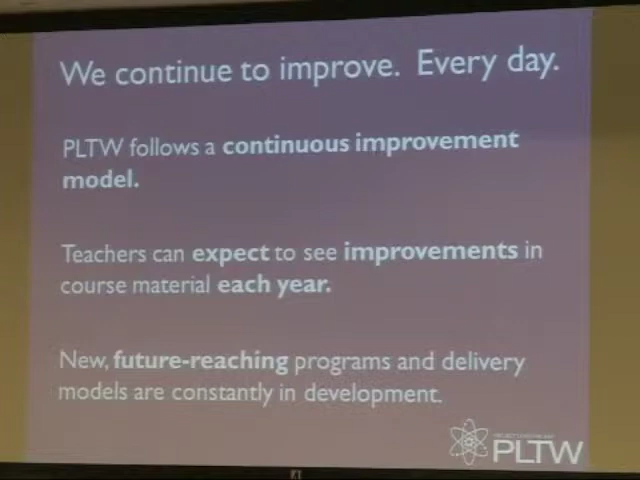 We continue to improve. Every day.
PLTW follows a continuous improvement
model.
Teachers can expect to see improvements in
course material each year.
New, future-reaching programs and delivery
models are constantly in development.
PLTW